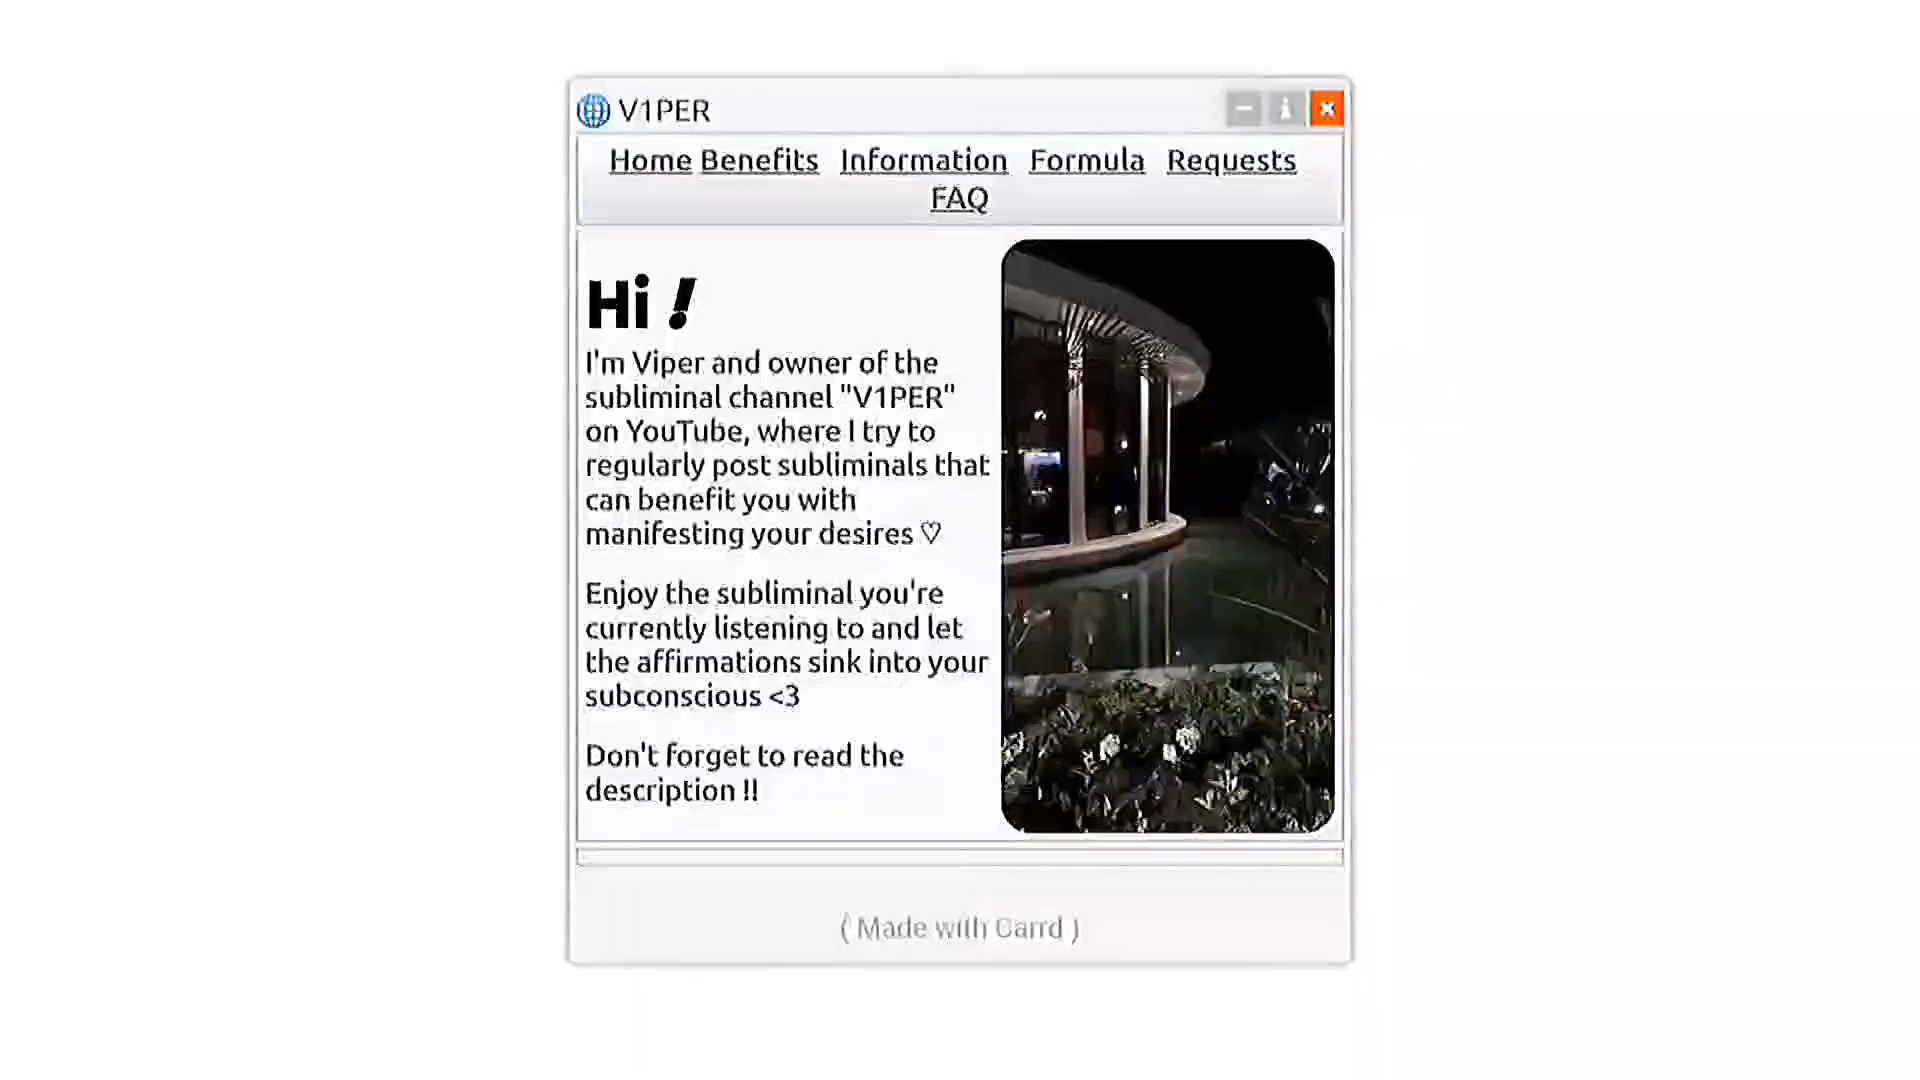 V1PER
Home Benefits Information Formula Requests
FAQ
Hi !
I'm Viper and owner of the
subliminal channel "V1PER"
on YouTube, where I try to
regularly post subliminals that
can benefit you with
manifesting your desires ♡
Enjoy the subliminal you're
currently listening to and let
the affirmations sink into your
subconscious <3
Don't forget to read the
description !!
( Made with Carrd )